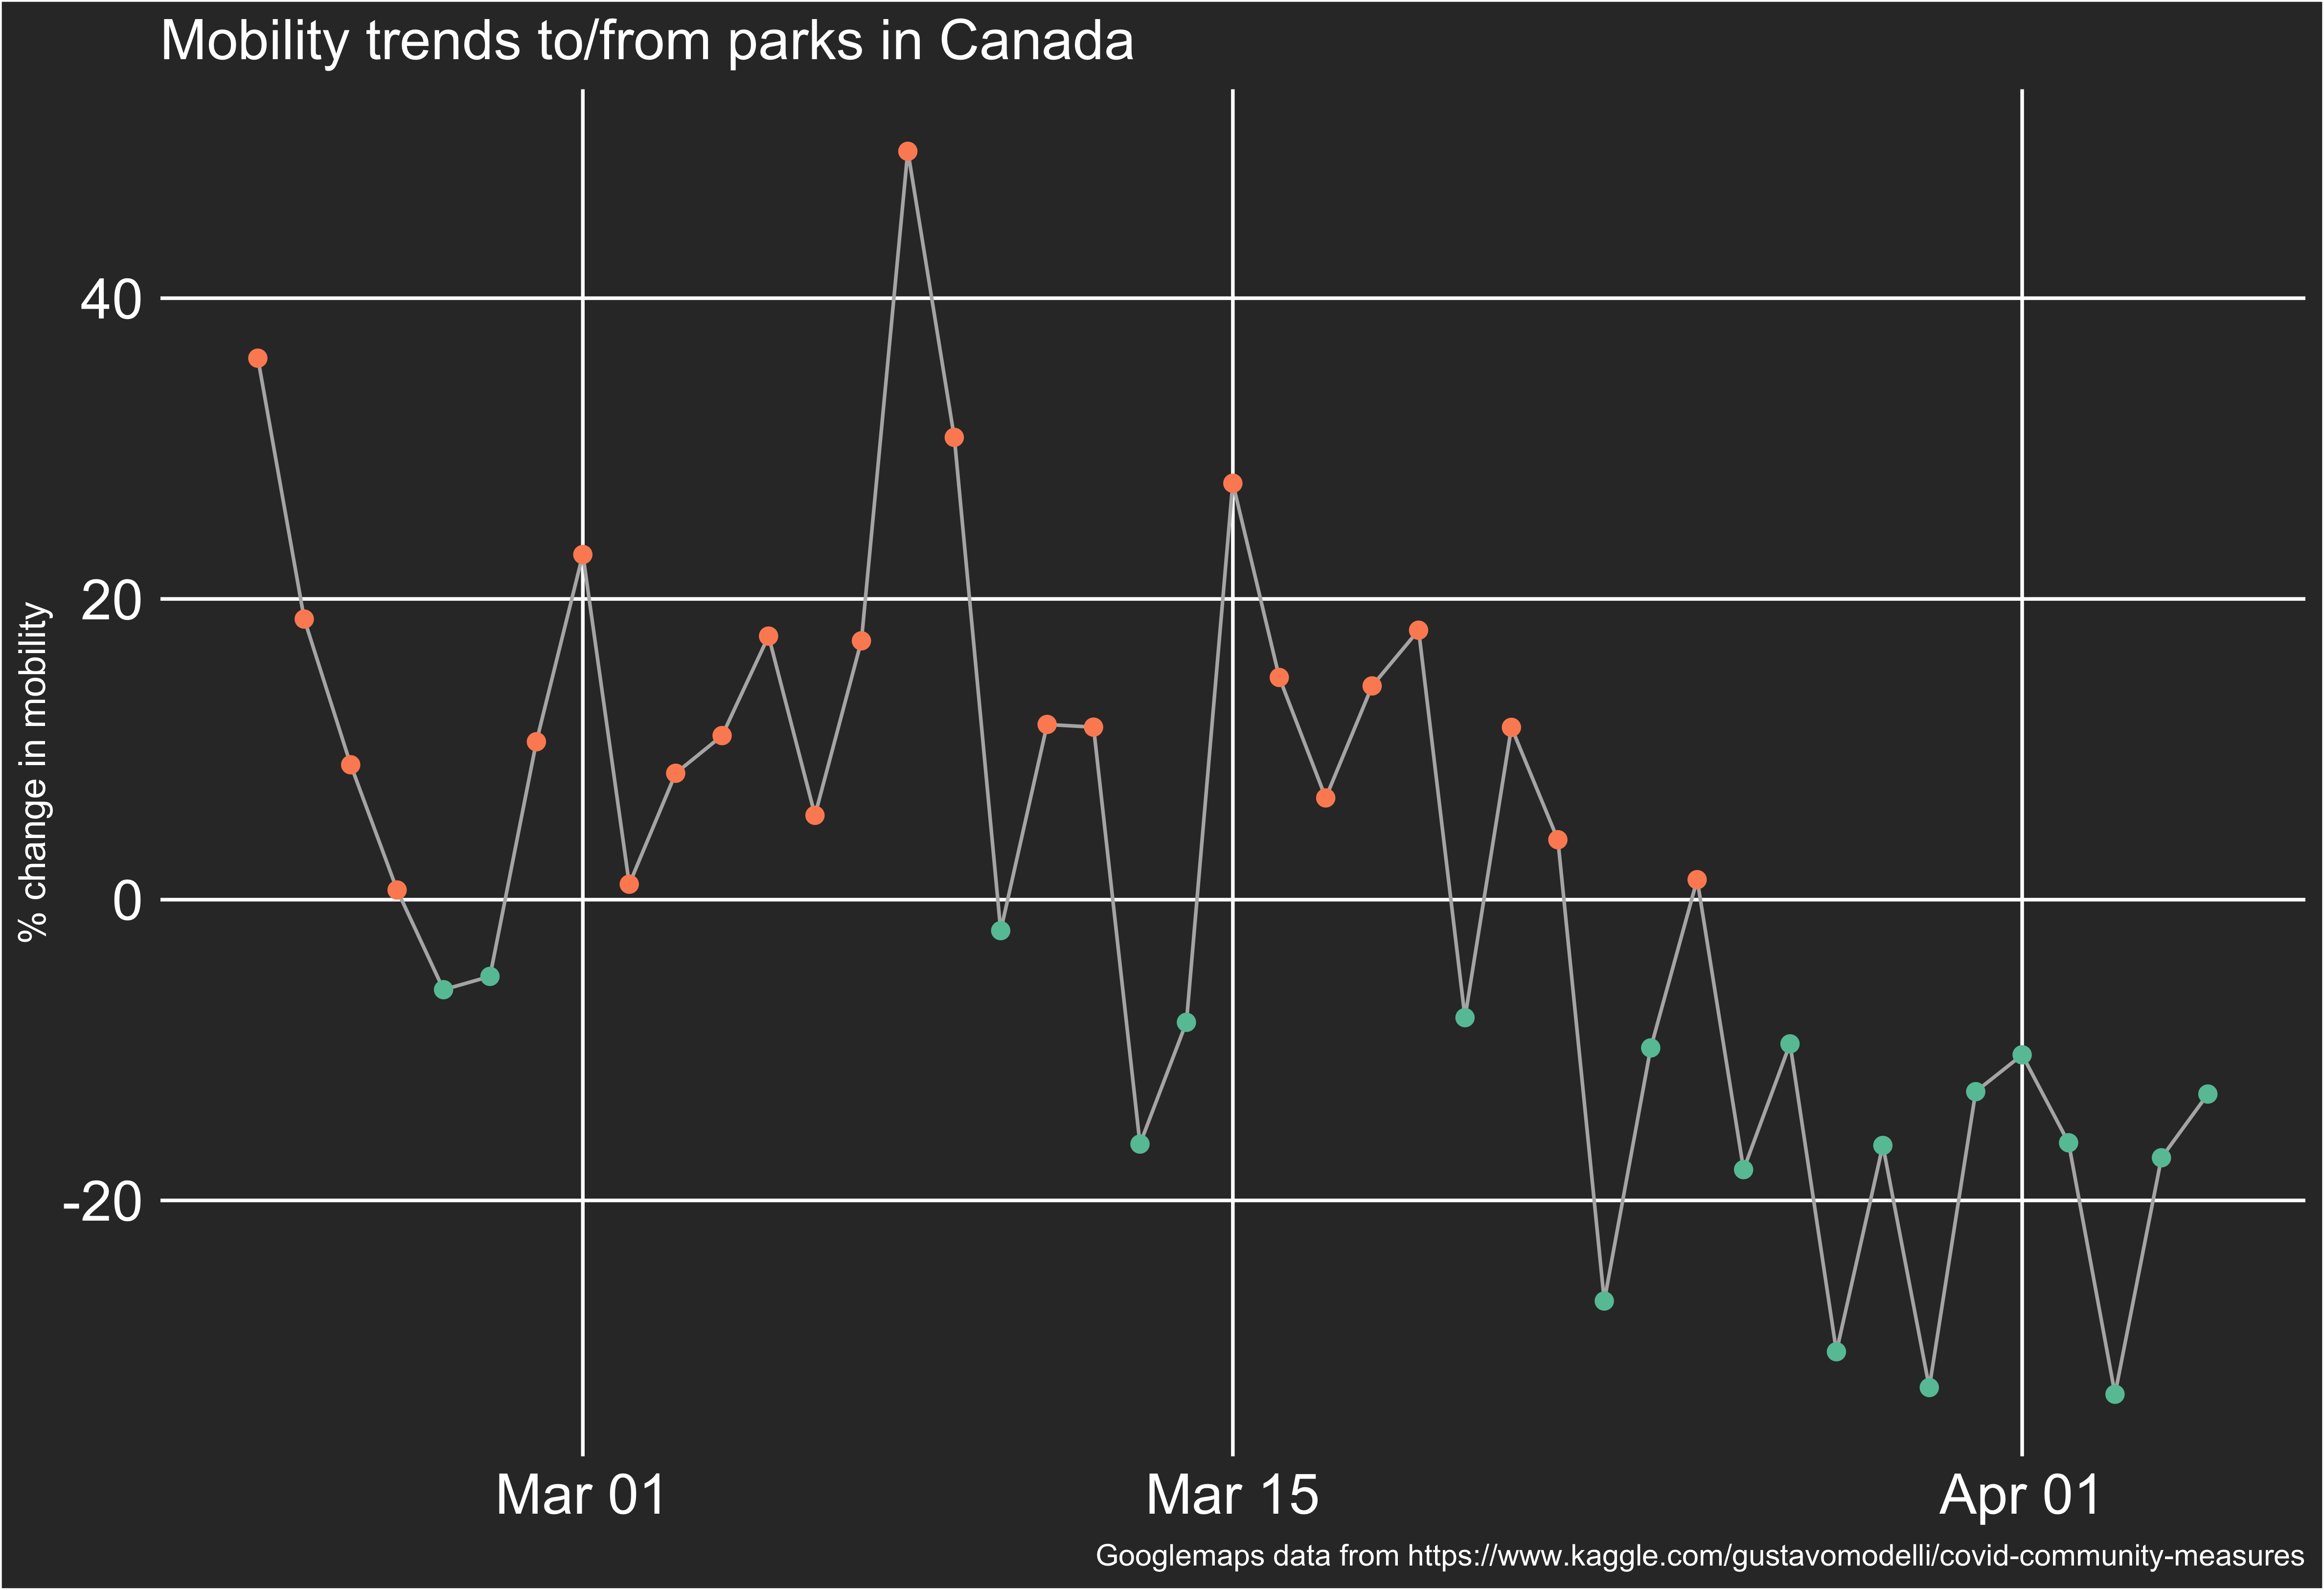 Mobility trends to/from parks in Canada
% change in mobility
40
20
0
-20
Mar 01
Mar 15
Apr 01
Googlemaps data from https://www.kaggle.com/gustavomodelli/covid-community-measures